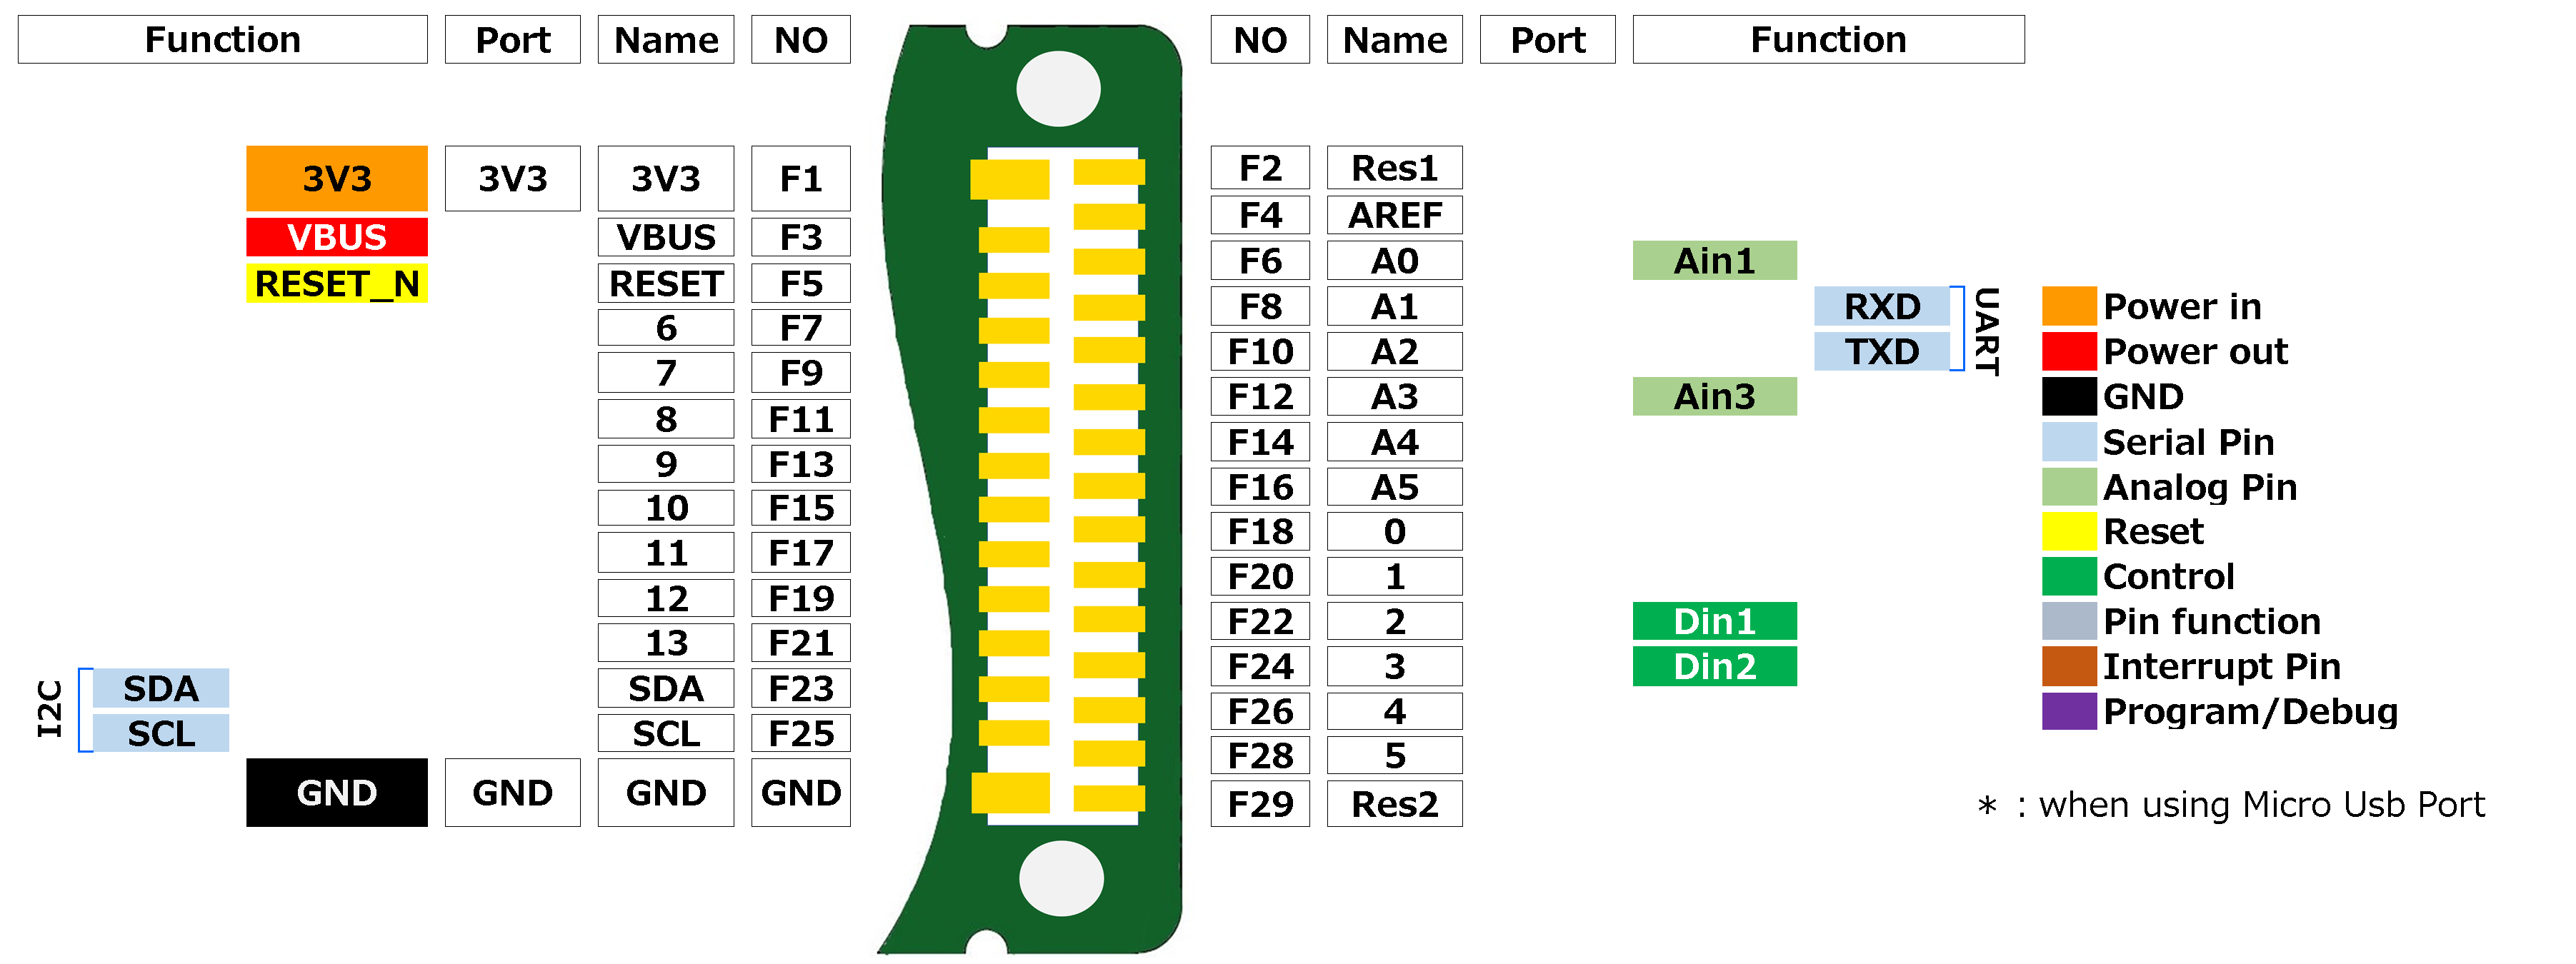 Function Port Name NO NO Name Port Function
3V3 3V3 3V3 F1 F2 Res1
VBUS VBUS F3 F4 AREF
RESET_N RESET F5 F6 A0 Ain1
6 F7 F8 A1 RXD
7 F9 F10 A2 TXD
UART
8 F11 F12 A3 Ain3
9 F13 F14 A4
10 F15 F16 A5
11 F17 F18 0
12 F19 F20 1
13 F21 F22 2 Din1
SDA SDA F23 F24 3 Din2
SCL SCL F25 F26 4
I2C
F28 5
GND GND GND GND F29 Res2
Power in
Power out
GND
Serial Pin
Analog Pin
Reset
Control
Pin function
Interrupt Pin
Program/Debug
* : when using Micro Usb Port